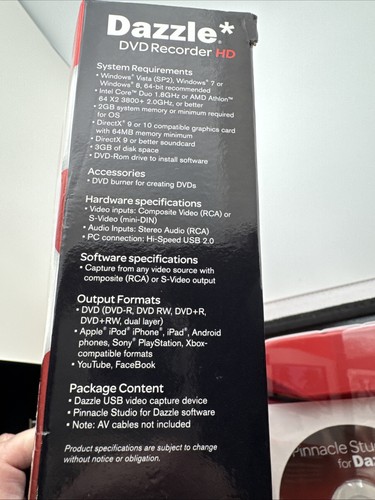 Dazzle*
DVD Recorder HD
System Requirements
• Windows® Vista (SP2), Windows® 7 or
Windows® 8, 64-bit recommended
• Intel Core™ Duo 1.8GHz or AMD Athlon™
64 X2 3800+ 2.0GHz, or better
• 2GB system memory or minimum required
for OS
• DirectX® 9 or 10 compatible graphics card
with 64MB memory minimum
• DirectX 9 or better soundcard
• 3GB of disk space
• DVD-Rom drive to install software
Accessories
• DVD burner for creating DVDs
Hardware specifications
• Video inputs: Composite Video (RCA) or
S-Video (mini-DIN)
• Audio Inputs: Stereo Audio (RCA)
• PC connection: Hi-Speed USB 2.0
Software specifications
• Capture from any video source with
composite (RCA) or S-Video output
Output Formats
• DVD (DVD-R, DVD RW, DVD+R,
DVD+RW, dual layer)
• Apple® iPod® iPhone®, iPad®, Android
phones, Sony® PlayStation, Xbox-
compatible formats
• YouTube, FaceBook
Package Content
• Dazzle USB video capture device
• Pinnacle Studio for Dazzle software
• Note: AV cables not included
Product specifications are subject to change
without notice or obligation.
Pinnacle Stu
for Da